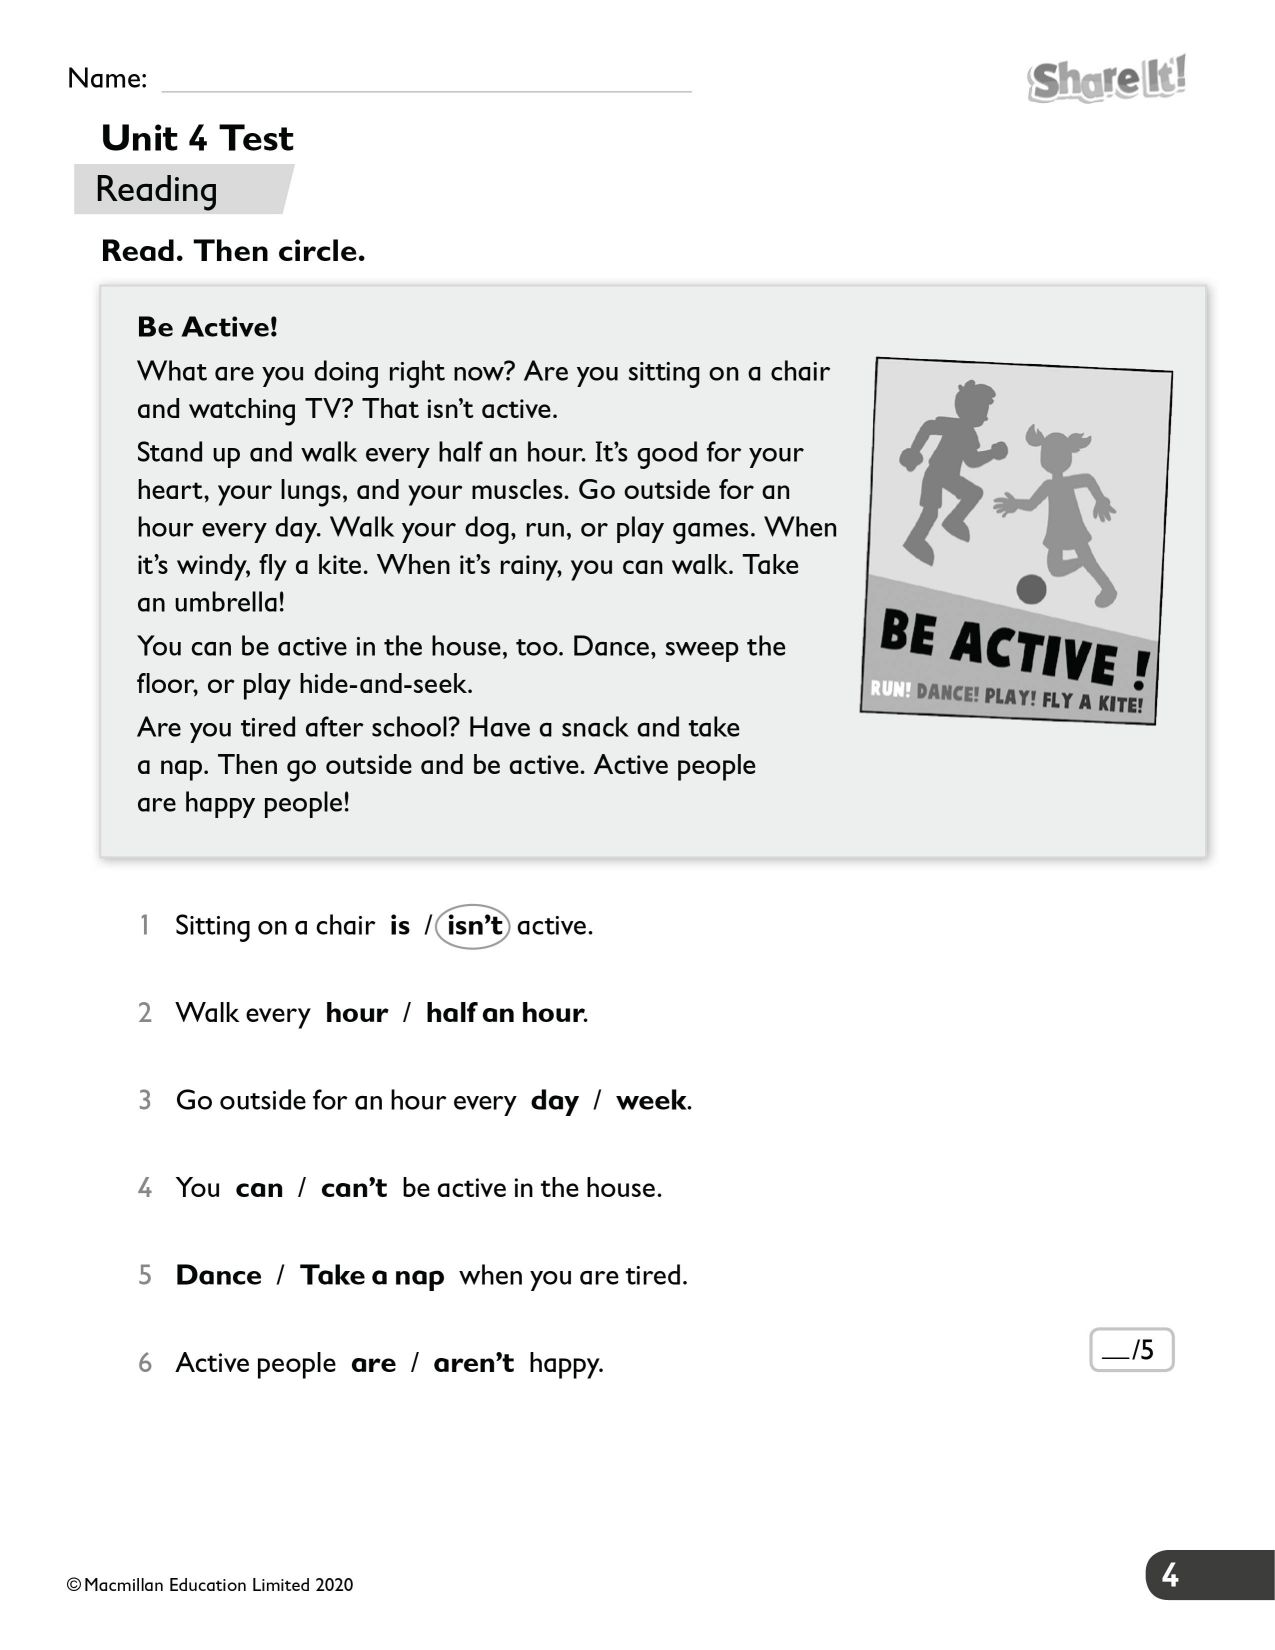 Name:
Share It!
Unit 4 Test
Reading
Read. Then circle.
Be Active!
What are you doing right now? Are you sitting on a chair
and watching TV? That isn't active.
Stand up and walk every half an hour. It's good for your
heart, your lungs, and your muscles. Go outside for an
hour every day. Walk your dog, run, or play games. When
it's windy, fly a kite. When it's rainy, you can walk. Take
an umbrella!
You can be active in the house, too. Dance, sweep the
floor, or play hide-and-seek.
Are you tired after school? Have a snack and take
a nap. Then go outside and be active. Active people
are happy people!
BE ACTIVE!
RUN! DANCE! PLAY! FLY A KITE!
1 Sitting on a chair is / isn't active.
2 Walk every hour / half an hour.
3 Go outside for an hour every day / week.
4 You can / can't be active in the house.
5 Dance / Take a nap when you are tired.
6 Active people are / aren't happy.
__/5
©Macmillan Education Limited 2020
4